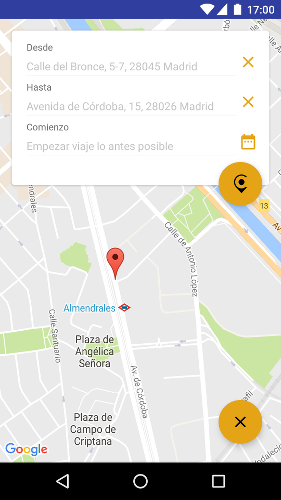 17:00
Desde
Calle del Bronce, 5-7, 28045 Madrid
Hasta
Avenida de Córdoba, 15, 28026 Madrid
Comienzo
Empezar viaje lo antes posible
13
Calle de Antonio López
Almendrales
Calle Santuario
Plaza de
Angélica
Señora
Av. de Córdoba
Plaza de
Campo de
Criptana
Google